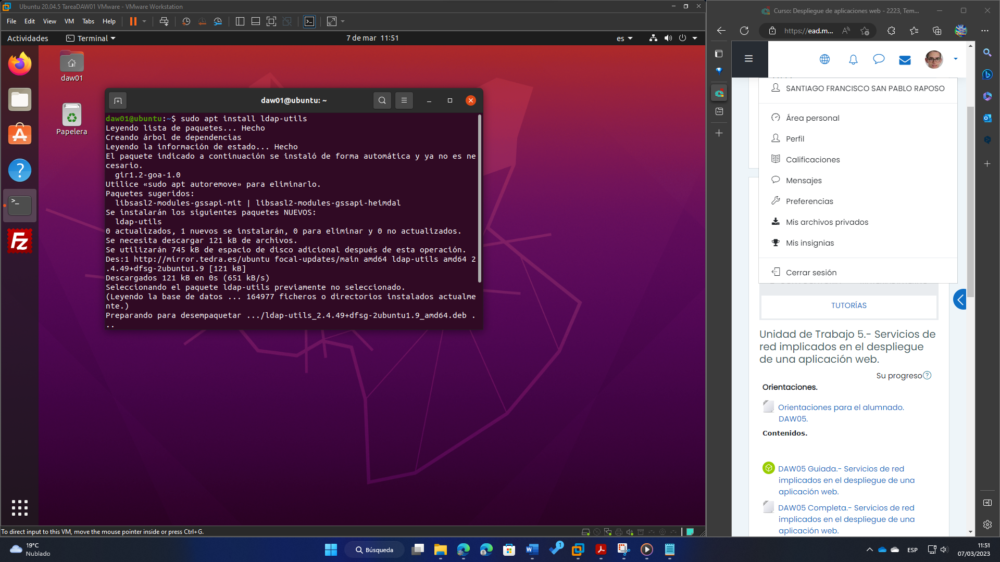 Ubuntu 20.04.5 TareaDAW01 VMware - VMware Workstation
File Edit View VM Tabs Help
Actividades
Terminal
7 de mar 11:51
es
daw01
Papelera
daw01@ubuntu: ~
daw01@ubuntu:~$ sudo apt install ldap-utils
Leyendo lista de paquetes... Hecho
Creando árbol de dependencias
Leyendo la información de estado... Hecho
El paquete indicado a continuación se instaló de forma automática y ya no es ne
cesario.
gir1.2-goa-1.0
Utilice «sudo apt autoremove» para eliminarlo.
Paquetes sugeridos:
libsasl2-modules-gssapi-mit | libsasl2-modules-gssapi-heimdal
Se instalarán los siguientes paquetes NUEVOS:
ldap-utils
0 actualizados, 1 nuevos se instalarán, 0 para eliminar y 0 no actualizados.
Se necesita descargar 121 kB de archivos.
Se utilizarán 745 kB de espacio de disco adicional después de esta operación.
Des:1 http://mirror.tedra.es/ubuntu focal-updates/main amd64 ldap-utils amd64 2
.4.49+dfsg-2ubuntu1.9 [121 kB]
Descargados 121 kB en 0s (651 kB/s)
Seleccionando el paquete ldap-utils previamente no seleccionado.
(Leyendo la base de datos ... 164977 ficheros o directorios instalados actualme
nte.)
Preparando para desempaquetar .../ldap-utils_2.4.49+dfsg-2ubuntu1.9_amd64.deb .
..
To direct input to this VM, move the mouse pointer inside or press Ctrl+G.
Curso: Despliegue de aplicaciones web - 2223, Tem...
https://ead.m...
SANTIAGO FRANCISCO SAN PABLO RAPOSO
Área personal
Perfil
Calificaciones
Mensajes
Preferencias
Mis archivos privados
Mis insignias
Cerrar sesión
TUTORÍAS
Unidad de Trabajo 5.- Servicios de
red implicados en el despliegue
de una aplicación web.
Su progreso
Orientaciones.
Orientaciones para el alumnado.
DAW05.
Contenidos.
DAW05 Guiada.- Servicios de red
implicados en el despliegue de una
aplicación web.
DAW05 Completa.- Servicios de red
implicados en el despliegue de una
aplicación web.
19°C
Nublado
Búsqueda
1
ESP
11:51
07/03/2023